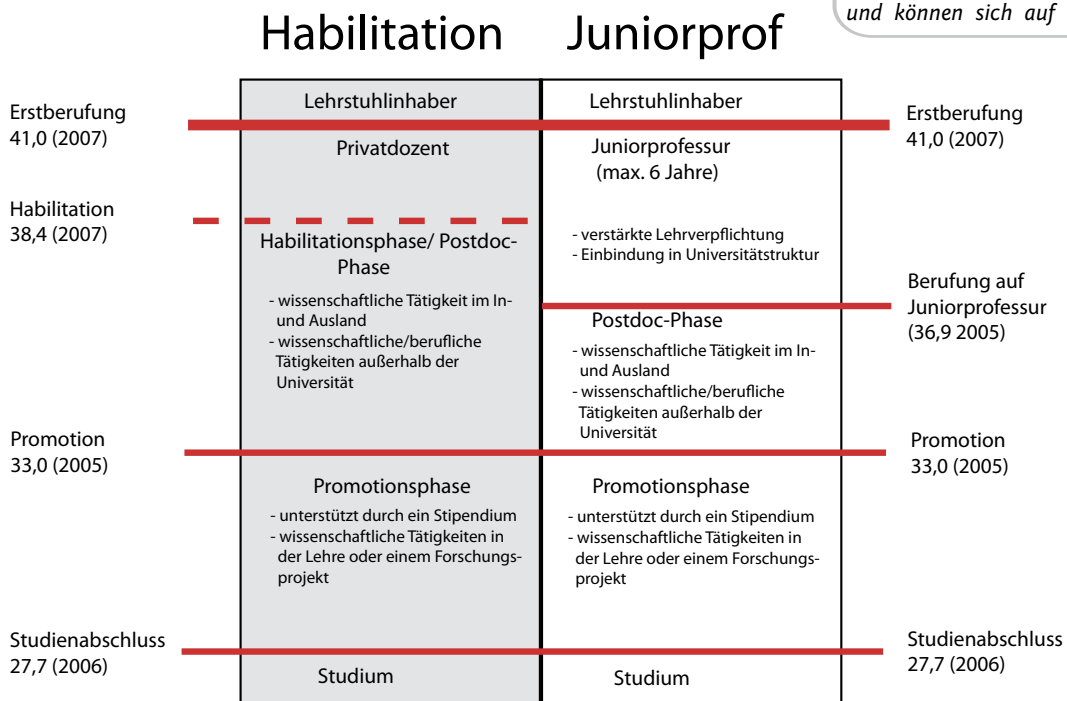 und können sich auf
Habilitation
Juniorprof
Erstberufung
41,0 (2007)
Habilitation
38,4 (2007)
Promotion
33,0 (2005)
Studienabschluss
27,7 (2006)
Lehrstuhlinhaber
Privatdozent
Habilitationsphase/ Postdoc-
Phase
- wissenschaftliche Tätigkeit im In-
und Ausland
- wissenschaftliche/berufliche
Tätigkeiten außerhalb der
Universität
Promotionsphase
- unterstützt durch ein Stipendium
- wissenschaftliche Tätigkeiten in
der Lehre oder einem Forschungs-
projekt
Studium
Lehrstuhlinhaber
Juniorprofessur
(max. 6 Jahre)
- verstärkte Lehrverpflichtung
- Einbindung in Universitätstruktur
Postdoc-Phase
- wissenschaftliche Tätigkeit im In-
und Ausland
- wissenschaftliche/berufliche
Tätigkeiten außerhalb der
Universität
Promotionsphase
- unterstützt durch ein Stipendium
- wissenschaftliche Tätigkeiten in
der Lehre oder einem Forschungs-
projekt
Studium
Erstberufung
41,0 (2007)
Berufung auf
Juniorprofessur
(36,9 2005)
Promotion
33,0 (2005)
Studienabschluss
27,7 (2006)